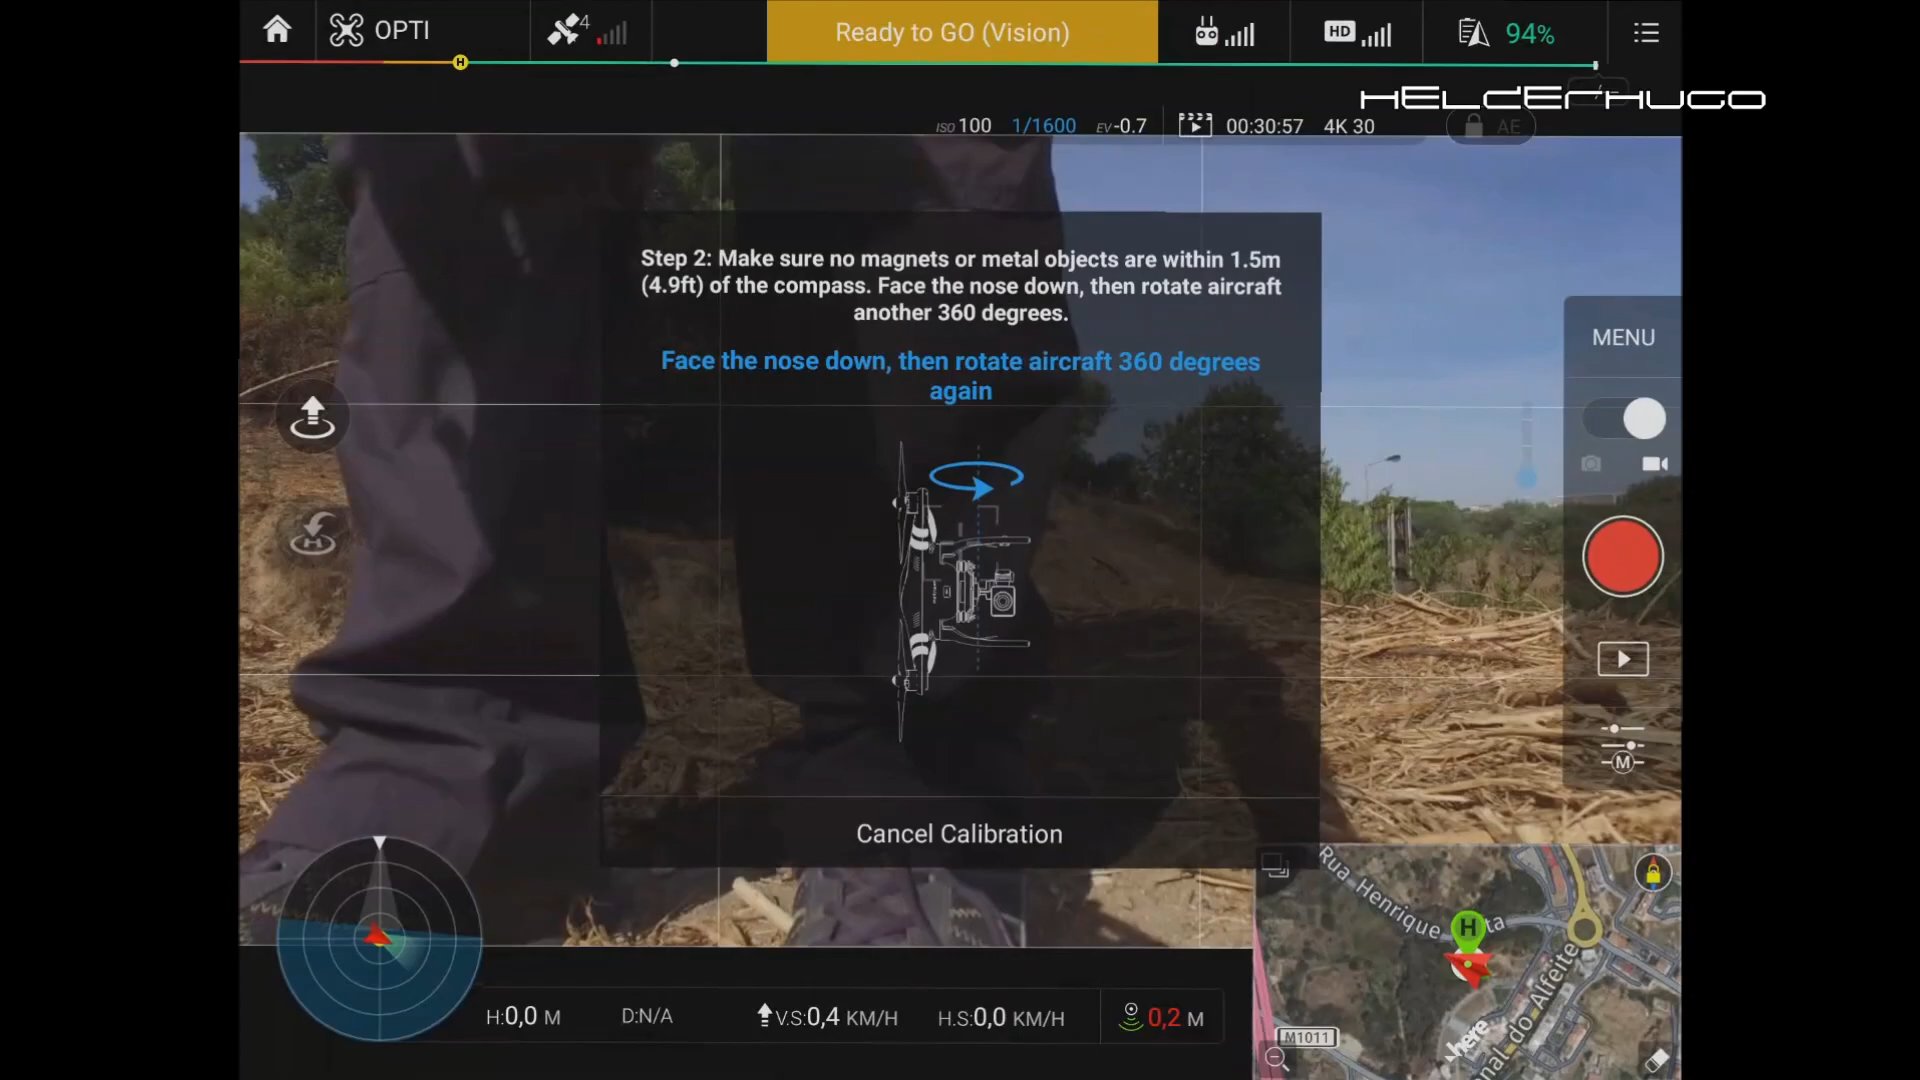 OPTI
4
Ready to GO (Vision)
HD
94%
H
HELDERHUGO
ISO 100 1/1600 EV -0.7 00:30:57 4K 30
AE
Step 2: Make sure no magnets or metal objects are within 1.5m
(4.9ft) of the compass. Face the nose down, then rotate aircraft
another 360 degrees.
Face the nose down, then rotate aircraft 360 degrees
again
MENU
H
M
Cancel Calibration
Rua Henrique
ta
H
nal do Alfeite
M1011
here
H:0,0 M D:N/A V.S:0,4 KM/H H.S:0,0 KM/H 0,2 M